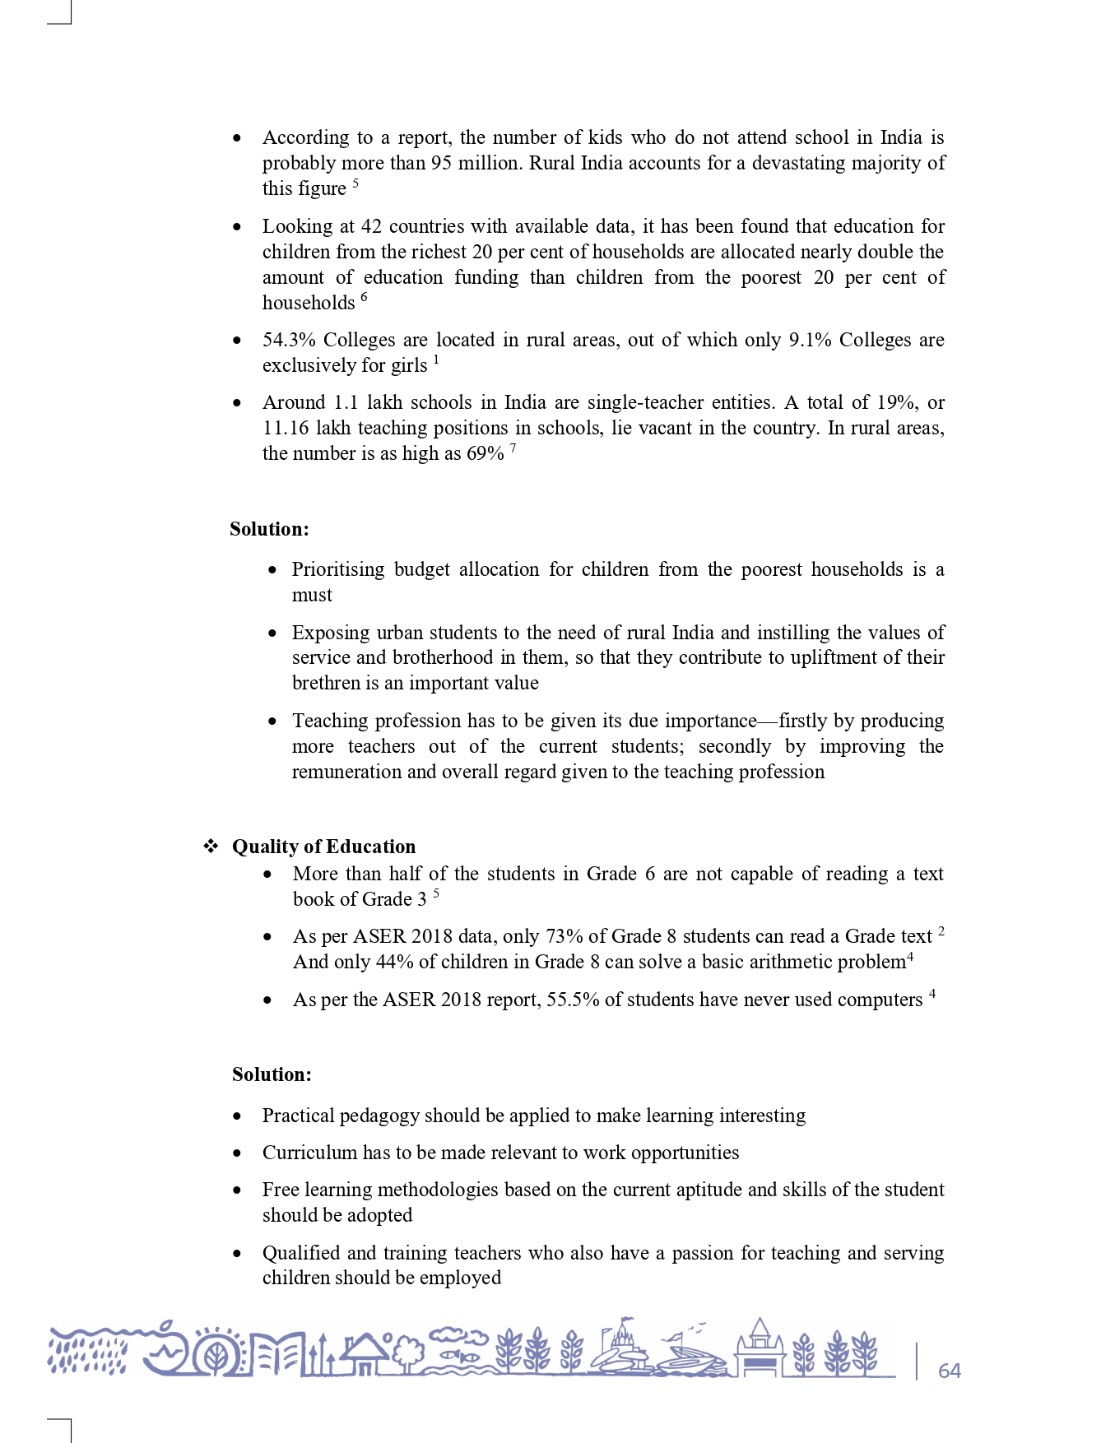 • According to a report, the number of kids who do not attend school in India is
probably more than 95 million. Rural India accounts for a devastating majority of
this figure 5
• Looking at 42 countries with available data, it has been found that education for
children from the richest 20 per cent of households are allocated nearly double the
amount of education funding than children from the poorest 20 per cent of
households 6
• 54.3% Colleges are located in rural areas, out of which only 9.1% Colleges are
exclusively for girls 1
• Around 1.1 lakh schools in India are single-teacher entities. A total of 19%, or
11.16 lakh teaching positions in schools, lie vacant in the country. In rural areas,
the number is as high as 69% 7
Solution:
• Prioritising budget allocation for children from the poorest households is a
must
• Exposing urban students to the need of rural India and instilling the values of
service and brotherhood in them, so that they contribute to upliftment of their
brethren is an important value
• Teaching profession has to be given its due importance—firstly by producing
more teachers out of the current students; secondly by improving the
remuneration and overall regard given to the teaching profession
❖ Quality of Education
• More than half of the students in Grade 6 are not capable of reading a text
book of Grade 3 5
• As per ASER 2018 data, only 73% of Grade 8 students can read a Grade text 2
And only 44% of children in Grade 8 can solve a basic arithmetic problem4
• As per the ASER 2018 report, 55.5% of students have never used computers 4
Solution:
• Practical pedagogy should be applied to make learning interesting
• Curriculum has to be made relevant to work opportunities
• Free learning methodologies based on the current aptitude and skills of the student
should be adopted
• Qualified and training teachers who also have a passion for teaching and serving
children should be employed
64